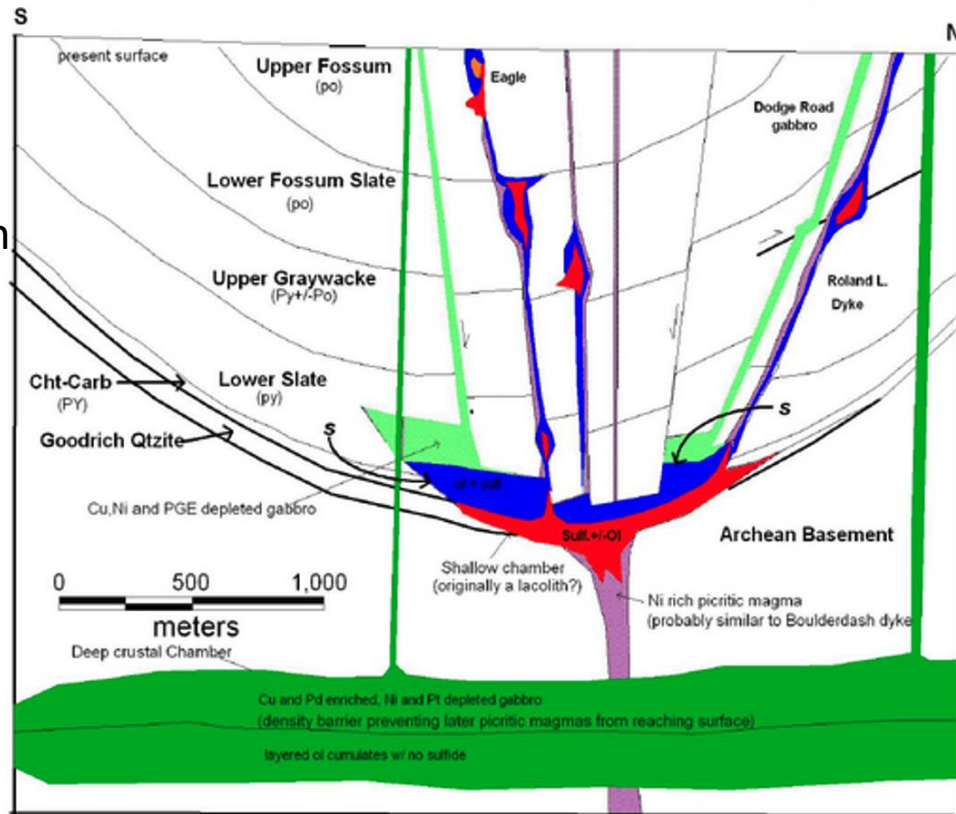 S
N
present surface
Upper Fossum
(po)
Eagle
Dodge Road
gabbro
Lower Fossum Slate
(po)
n
Upper Graywacke
(Py+/-Po)
Roland L.
Dyke
Cht-Carb
(PY)
Lower Slate
(py)
S
S
Goodrich Qtzite
ol + sulf
Cu,Ni and PGE depleted gabbro
Sulf.+/-Ol
Archean Basement
Shallow chamber
(originally a lacolith?)
0 500 1,000
meters
Ni rich picritic magma
(probably similar to Boulderdash dyke
Deep crustal Chamber
Cu and Pd enriched, Ni and Pt depleted gabbro
(density barrier preventing later picritic magmas from reaching surface)
layered ol cumulates w/ no sulfide